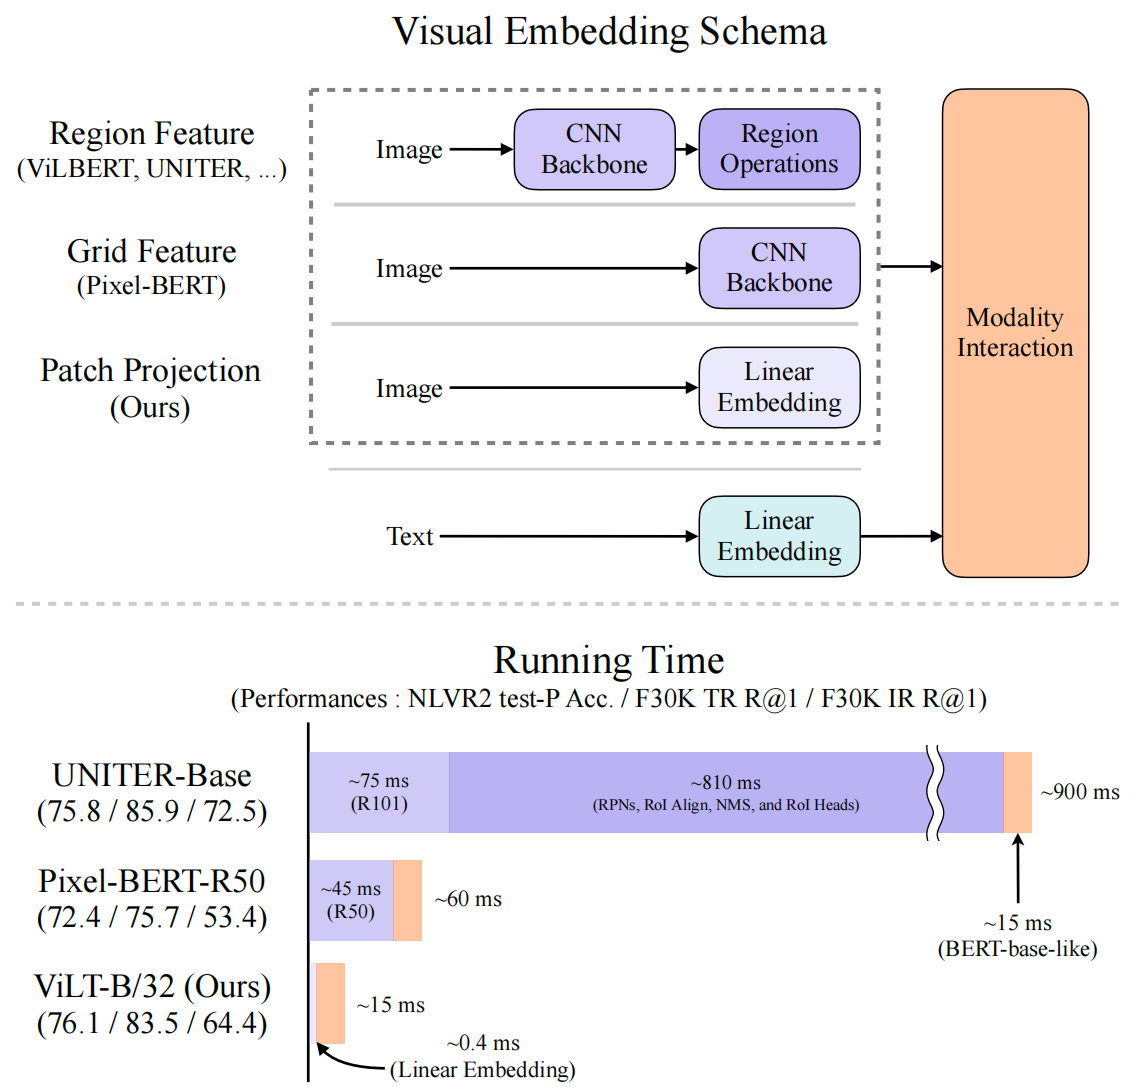 Visual Embedding Schema
Region Feature
(ViLBERT, UNITER, ...)
Image
CNN
Backbone
Region
Operations
Grid Feature
(Pixel-BERT)
Image
CNN
Backbone
Patch Projection
(Ours)
Image
Linear
Embedding
Text
Linear
Embedding
Modality
Interaction
Running Time
(Performances : NLVR2 test-P Acc. / F30K TR R@1 / F30K IR R@1)
UNITER-Base
(75.8 / 85.9 / 72.5)
~75 ms
(R101)
~810 ms
(RPNs, RoI Align, NMS, and RoI Heads)
~900 ms
~15 ms
(BERT-base-like)
Pixel-BERT-R50
(72.4 / 75.7 / 53.4)
~45 ms
(R50)
~60 ms
ViLT-B/32 (Ours)
(76.1 / 83.5 / 64.4)
~15 ms
~0.4 ms
(Linear Embedding)